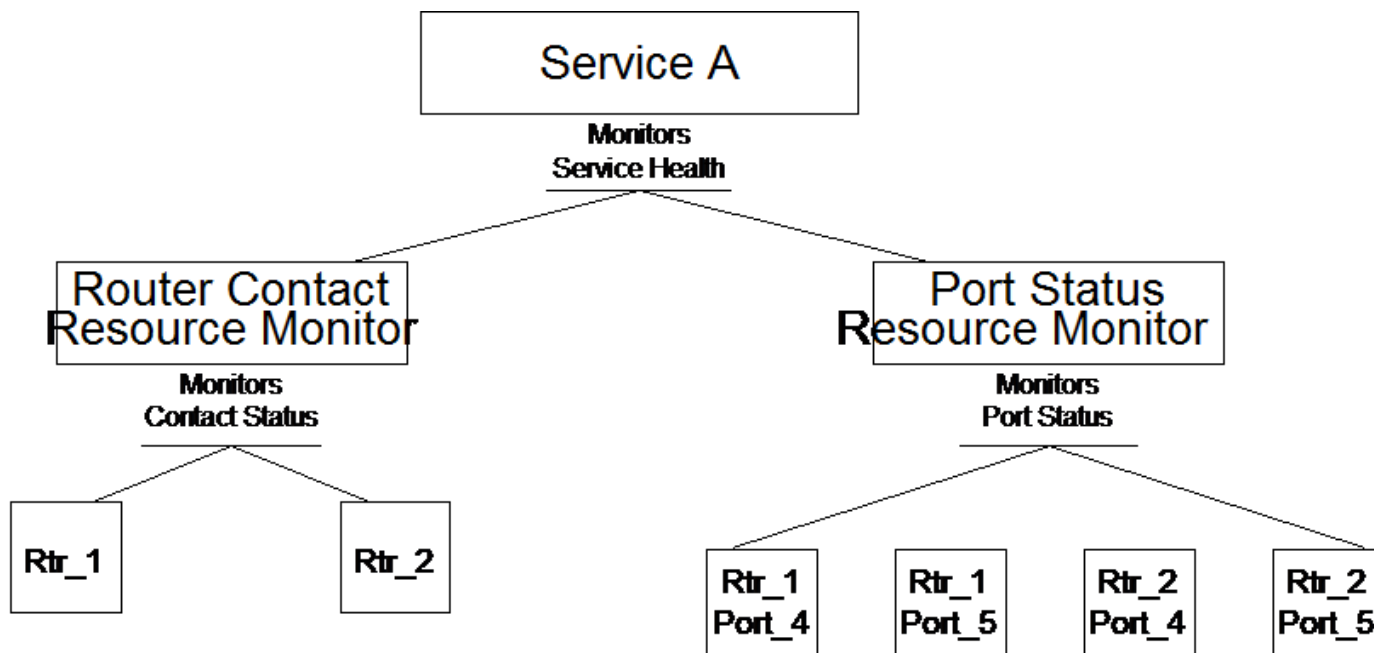 Service A
Monitors
Service Health
Router Contact
Resource Monitor
Port Status
Resource Monitor
Monitors
Contact Status
Monitors
Port Status
Rtr_1
Rtr_2
Rtr_1
Port_4
Rtr_1
Port_5
Rtr_2
Port_4
Rtr_2
Port_5